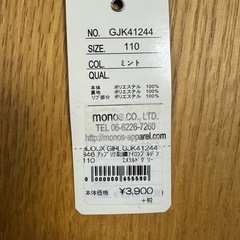 NO. GJK41244
SIZE. 110
COL. ミント
QUAL.
本体 ポリエステル 100%
裏地 ポリエステル 100%
リブ部分 ポリエステル 100%
monos CO., LTD.
TEL 06-6226-7260
http://monos-apparel.com
GIRL GJK41244
110
本体価格 ¥3,900
+税